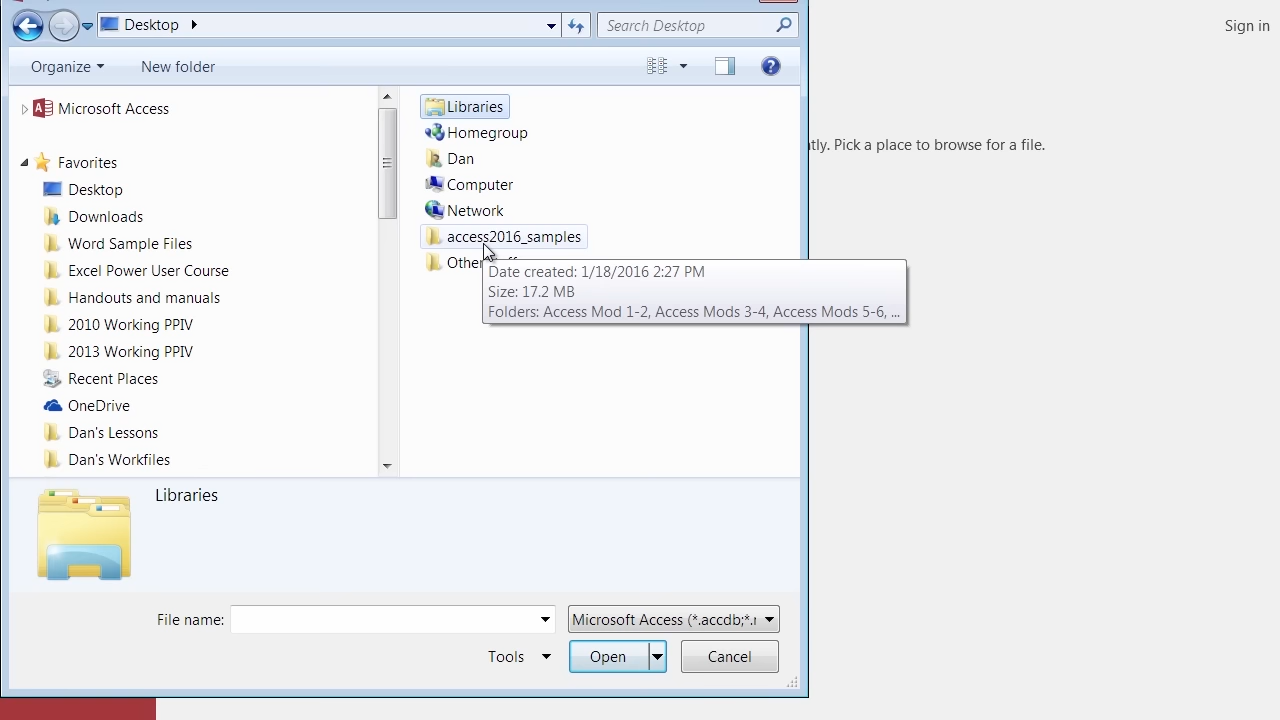 Desktop
Search Desktop
Sign in
Organize
New folder
Microsoft Access
Favorites
Desktop
Downloads
Word Sample Files
Excel Power User Course
Handouts and manuals
2010 Working PPIV
2013 Working PPIV
Recent Places
OneDrive
Dan's Lessons
Dan's Workfiles
Libraries
Homegroup
Dan
Computer
Network
access2016_samples
Other
Date created: 1/18/2016 2:27 PM
Size: 17.2 MB
Folders: Access Mod 1-2, Access Mods 3-4, Access Mods 5-6, ...
Pick a place to browse for a file.
Libraries
File name:
Microsoft Access (*.accdb;*.
Tools
Open
Cancel